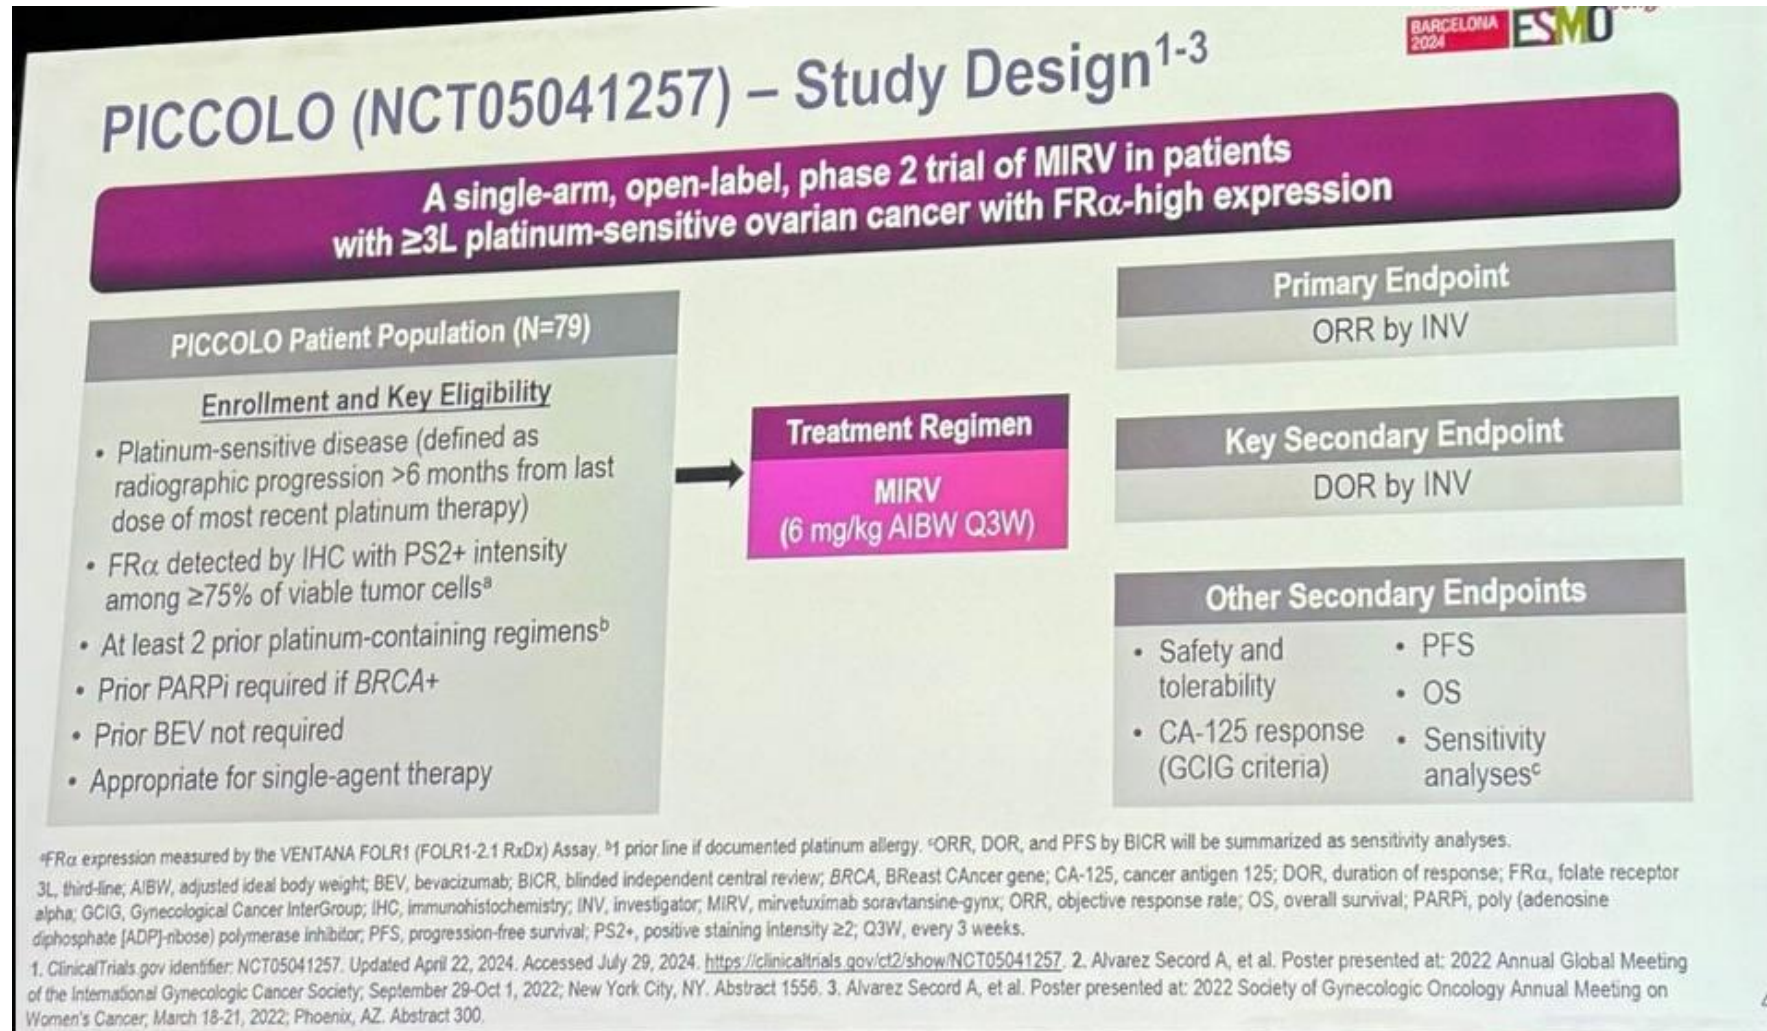 BARCELONA
2024
ESMO
PICCOLO (NCT05041257) – Study Design1-3
A single-arm, open-label, phase 2 trial of MIRV in patients
with ≥3L platinum-sensitive ovarian cancer with FRα-high expression
PICCOLO Patient Population (N=79)
Enrollment and Key Eligibility
• Platinum-sensitive disease (defined as
radiographic progression >6 months from last
dose of most recent platinum therapy)
• FRα detected by IHC with PS2+ intensity
among ≥75% of viable tumor cellsa
• At least 2 prior platinum-containing regimensb
• Prior PARPi required if BRCA+
• Prior BEV not required
• Appropriate for single-agent therapy
Treatment Regimen
MIRV
(6 mg/kg AIBW Q3W)
Primary Endpoint
ORR by INV
Key Secondary Endpoint
DOR by INV
Other Secondary Endpoints
• Safety and
tolerability
• CA-125 response
(GCIG criteria)
• PFS
• OS
• Sensitivity
analysesc
aFRα expression measured by the VENTANA FOLR1 (FOLR1-2.1 RxDx) Assay. b1 prior line if documented platinum allergy. cORR, DOR, and PFS by BICR will be summarized as sensitivity analyses.
3L, third-line; AIBW, adjusted ideal body weight; BEV, bevacizumab; BICR, blinded independent central review; BRCA, BReast CAncer gene; CA-125, cancer antigen 125; DOR, duration of response; FRα, folate receptor
alpha; GCIG, Gynecological Cancer InterGroup; IHC, immunohistochemistry; INV, investigator; MIRV, mirvetuximab soravtansine-gynx; ORR, objective response rate; OS, overall survival; PARPi, poly (adenosine
diphosphate [ADP]-ribose) polymerase inhibitor; PFS, progression-free survival; PS2+, positive staining intensity ≥2; Q3W, every 3 weeks.
1. ClinicalTrials.gov identifier: NCT05041257. Updated April 22, 2024. Accessed July 29, 2024. https://clinicaltrials.gov/ct2/show/NCT05041257. 2. Alvarez Secord A, et al. Poster presented at: 2022 Annual Global Meeting
of the International Gynecologic Cancer Society; September 29-Oct 1, 2022; New York City, NY. Abstract 1556. 3. Alvarez Secord A, et al. Poster presented at: 2022 Society of Gynecologic Oncology Annual Meeting on
Women's Cancer; March 18-21, 2022; Phoenix, AZ. Abstract 300.